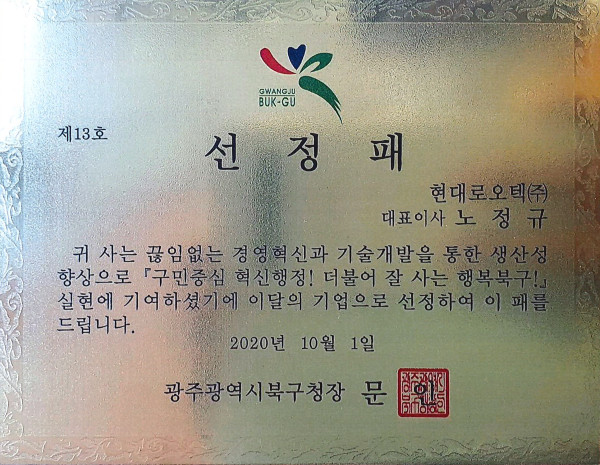 GWANGJU
BUK-GU
제13호
선 정 패
현대로오텍㈜
대표이사 노 정 규
귀 사는 끊임없는 경영혁신과 기술개발을 통한 생산성
향상으로 『구민중심 혁신행정! 더불어 잘 사는 행복북구!』
실현에 기여하셨기에 이달의 기업으로 선정하여 이 패를
드립니다.
2020년 10월 1일
광주광역시북구청장 문 인